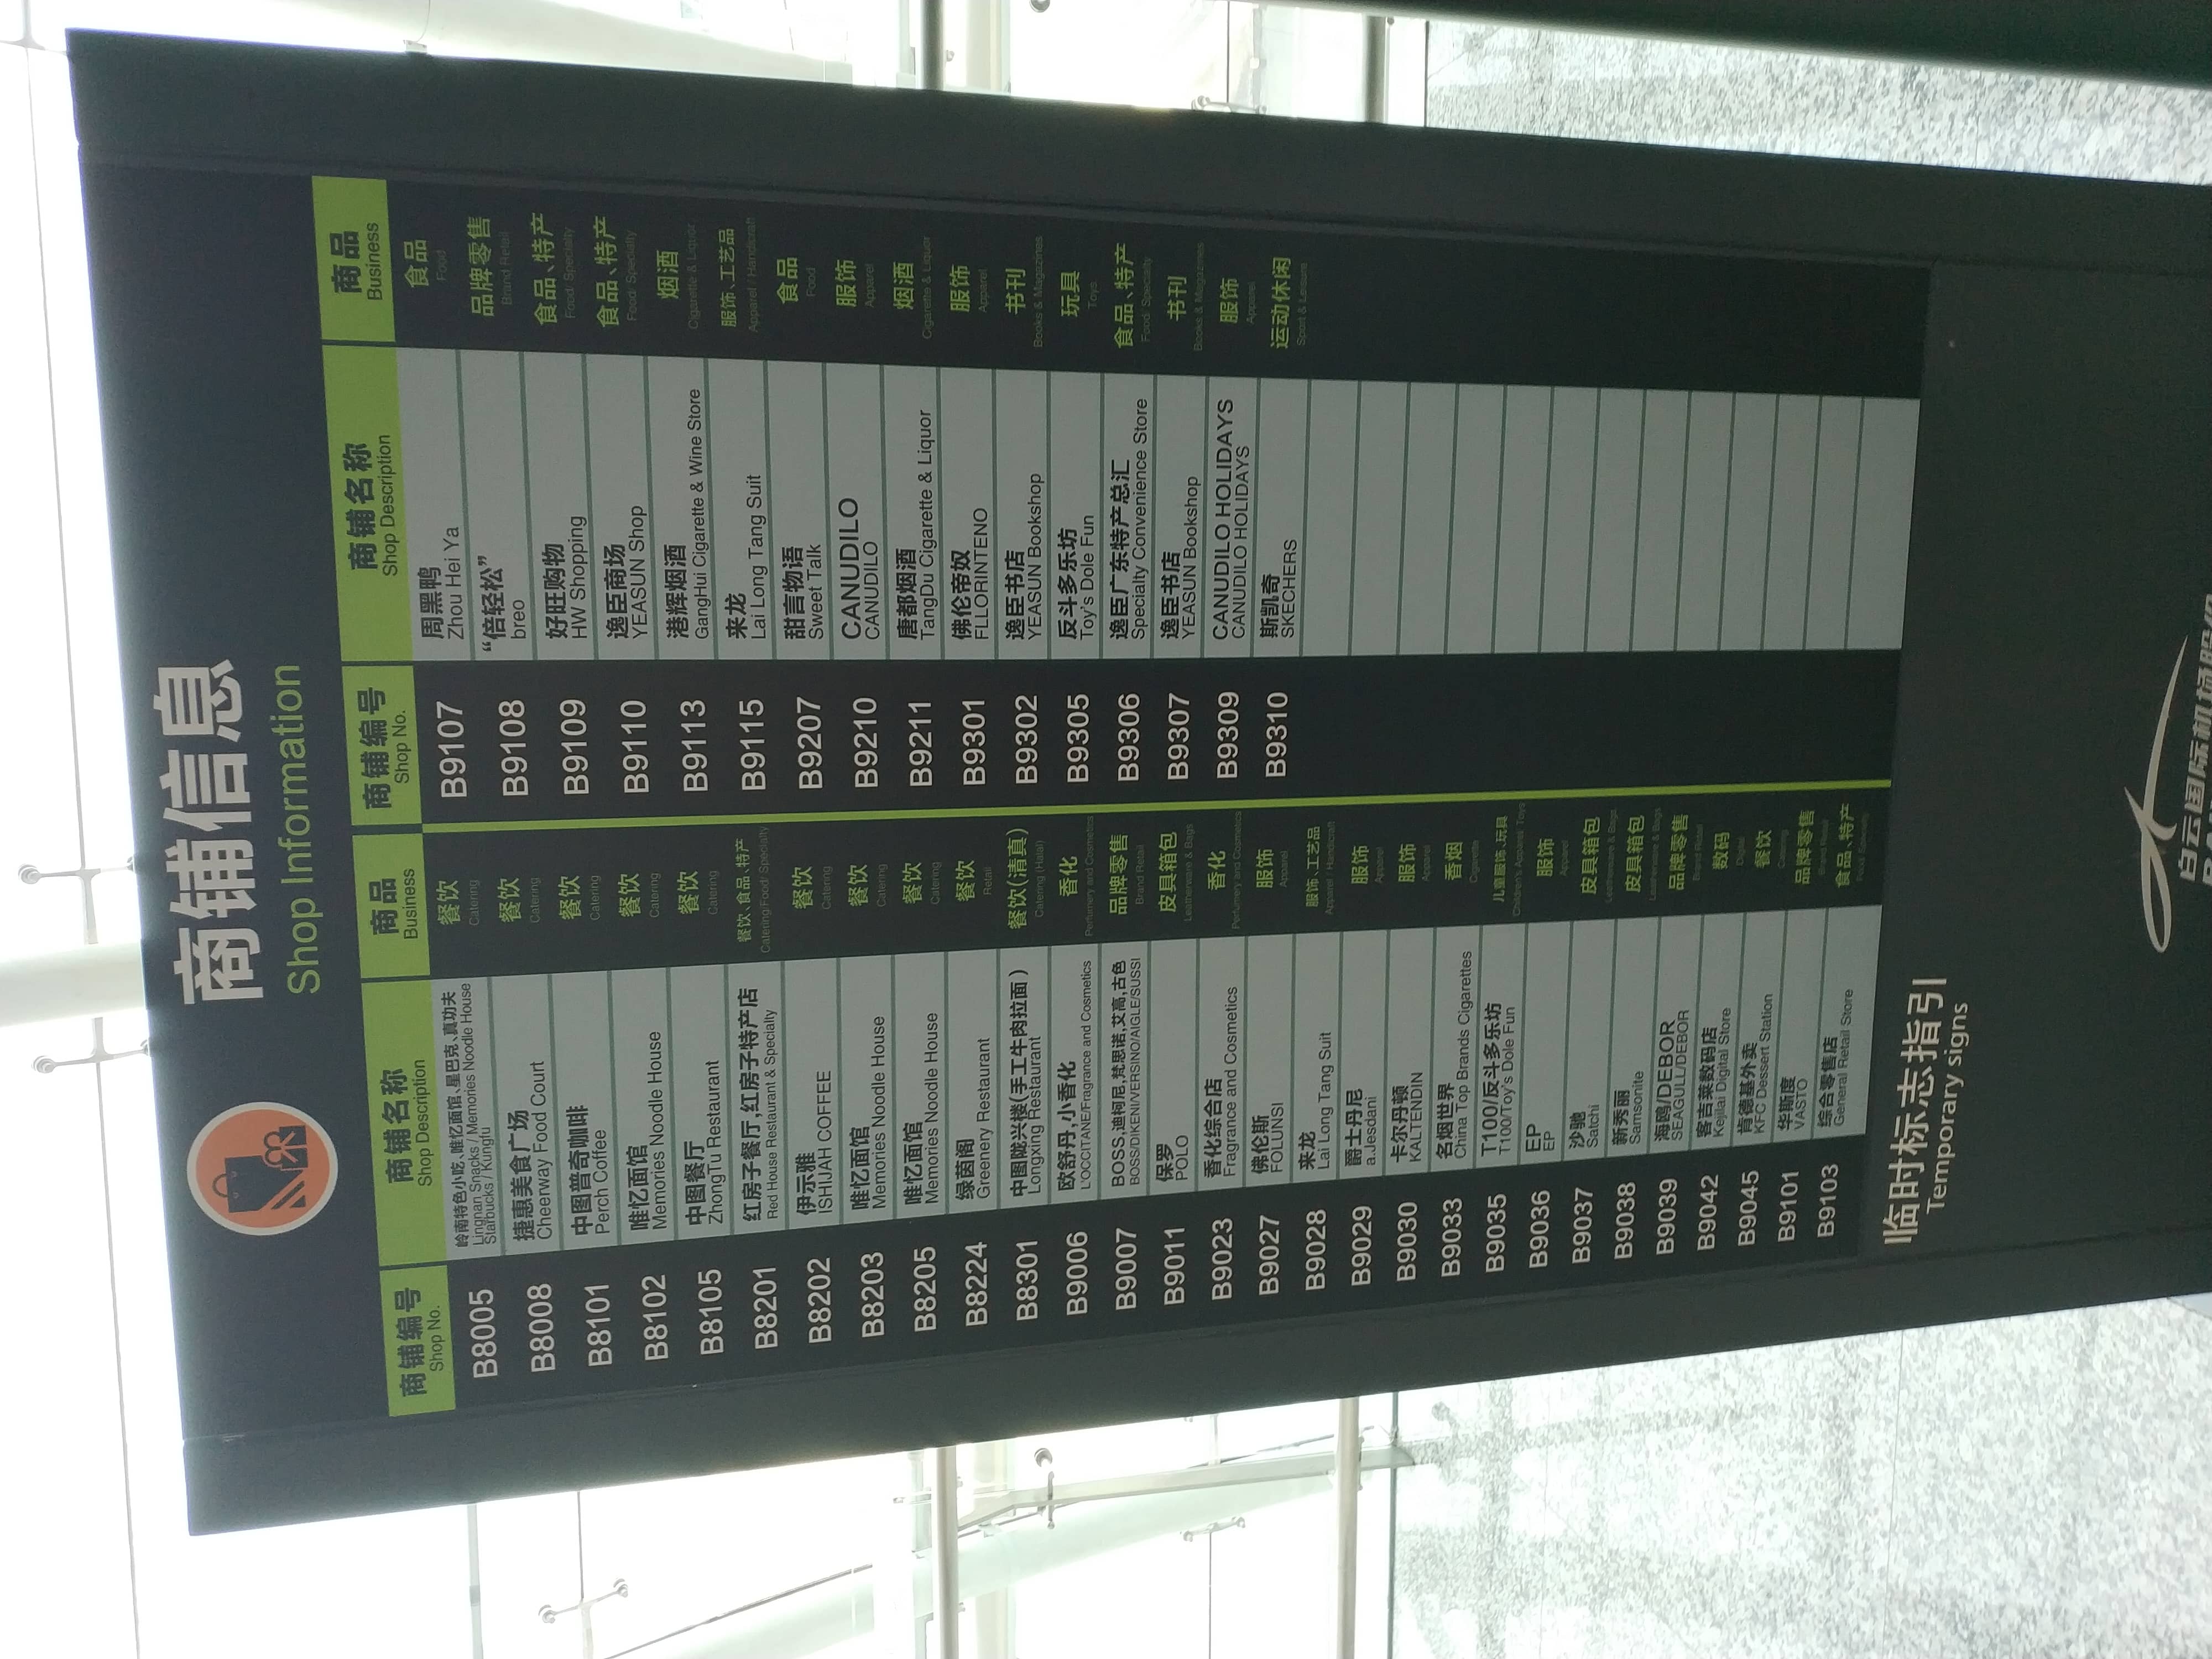 商铺信息
Shop Information
商铺编号
Shop No.
商铺名称
Shop Description
商品
Business
B8005
岭南特色小吃、唯忆面馆、星巴克、真功夫
Lingnan Snacks / Memories Noodle House
Starbucks / Kungfu
餐饮
Catering
B8008
捷惠美食广场
Cheerway Food Court
餐饮
Catering
B8101
中图普奇咖啡
Perch Coffee
餐饮
Catering
B8102
唯忆面馆
Memories Noodle House
餐饮
Catering
B8105
中图餐厅
ZhongTu Restaurant
餐饮
Catering
B8201
红房子餐厅,红房子特产店
Red House Restaurant & Specialty
餐饮、食品、特产
Catering/Food/ Specialty
B8202
伊示雅
ISHIJAH COFFEE
餐饮
Catering
B8203
唯忆面馆
Memories Noodle House
餐饮
Catering
B8205
唯忆面馆
Memories Noodle House
餐饮
Catering
B8224
绿茵阁
Greenery Restaurant
餐饮
Retail
B8301
中图陇兴楼(手工牛肉拉面)
Longxing Restaurant
餐饮(清真)
Catering (Halal)
B9006
欧舒丹,小香化
L'OCCITANE/Fragrance and Cosmetics
香化
Perfumery and Cosmetics
B9007
BOSS,迪柯尼,梵思诺,艾高,古色
BOSS/DIKENI/VERSINO/AIGLE/SUSSI
品牌零售
Brand Retail
B9011
保罗
POLO
皮具箱包
Leatherware & Bags
B9023
香化综合店
Fragrance and Cosmetics
香化
Perfumery and Cosmetics
B9027
佛伦斯
FOLUNSI
服饰
Apparel
B9028
来龙
Lai Long Tang Suit
服饰、工艺品
Apparel / Handicraft
B9029
爵士丹尼
a.Jesdani
服饰
Apparel
B9030
卡尔丹顿
KALTENDIN
服饰
Apparel
B9033
名烟世界
China Top Brands Cigarettes
香烟
Cigarette
B9035
T100/反斗多乐坊
T100/Toy's Dole Fun
儿童服饰、玩具
Children's Apparel/ Toys
B9036
EP
EP
服饰
Apparel
B9037
沙驰
Satchi
皮具箱包
Leatherware & Bags
B9038
新秀丽
Samsonite
皮具箱包
Leatherware & Bags
B9039
海鸥/DEBOR
SEAGULL/DEBOR
品牌零售
Brand Retail
B9042
客吉莱数码店
Kejilai Digital Store
数码
Digital
B9045
肯德基外卖
KFC Dessert Station
餐饮
Catering
B9101
华斯度
VASTO
品牌零售
Brand Retail
B9103
综合零售店
General Retail Store
食品、特产
Food/ Specialty
商铺编号
Shop No.
商铺名称
Shop Description
商品
Business
B9107
周黑鸭
Zhou Hei Ya
食品
Food
B9108
“倍轻松”
breo
品牌零售
Brand Retail
B9109
好旺购物
HW Shopping
食品、特产
Food/ Specialty
B9110
逸臣商场
YEASUN Shop
食品、特产
Food/ Specialty
B9113
港辉烟酒
GangHui Cigarette & Wine Store
烟酒
Cigarette & Liquor
B9115
来龙
Lai Long Tang Suit
服饰、工艺品
Apparel / Handicraft
B9207
甜言物语
Sweet Talk
食品
Food
B9210
CANUDILO
CANUDILO
服饰
Apparel
B9211
唐都烟酒
TangDu Cigarette & Liquor
烟酒
Cigarette & Liquor
B9301
佛伦帝奴
FLLORINTENO
服饰
Apparel
B9302
逸臣书店
YEASUN Bookshop
书刊
Books & Magazines
B9305
反斗多乐坊
Toy's Dole Fun
玩具
Toys
B9306
逸臣广东特产总汇
Specialty Convenience Store
食品、特产
Food/ Specialty
B9307
逸臣书店
YEASUN Bookshop
书刊
Books & Magazines
B9309
CANUDILO HOLIDAYS
CANUDILO HOLIDAYS
服饰
Apparel
B9310
斯凯奇
SKECHERS
运动休闲
Sport & Leisure
临时标志指引
Temporary signs
白云国际机场股份